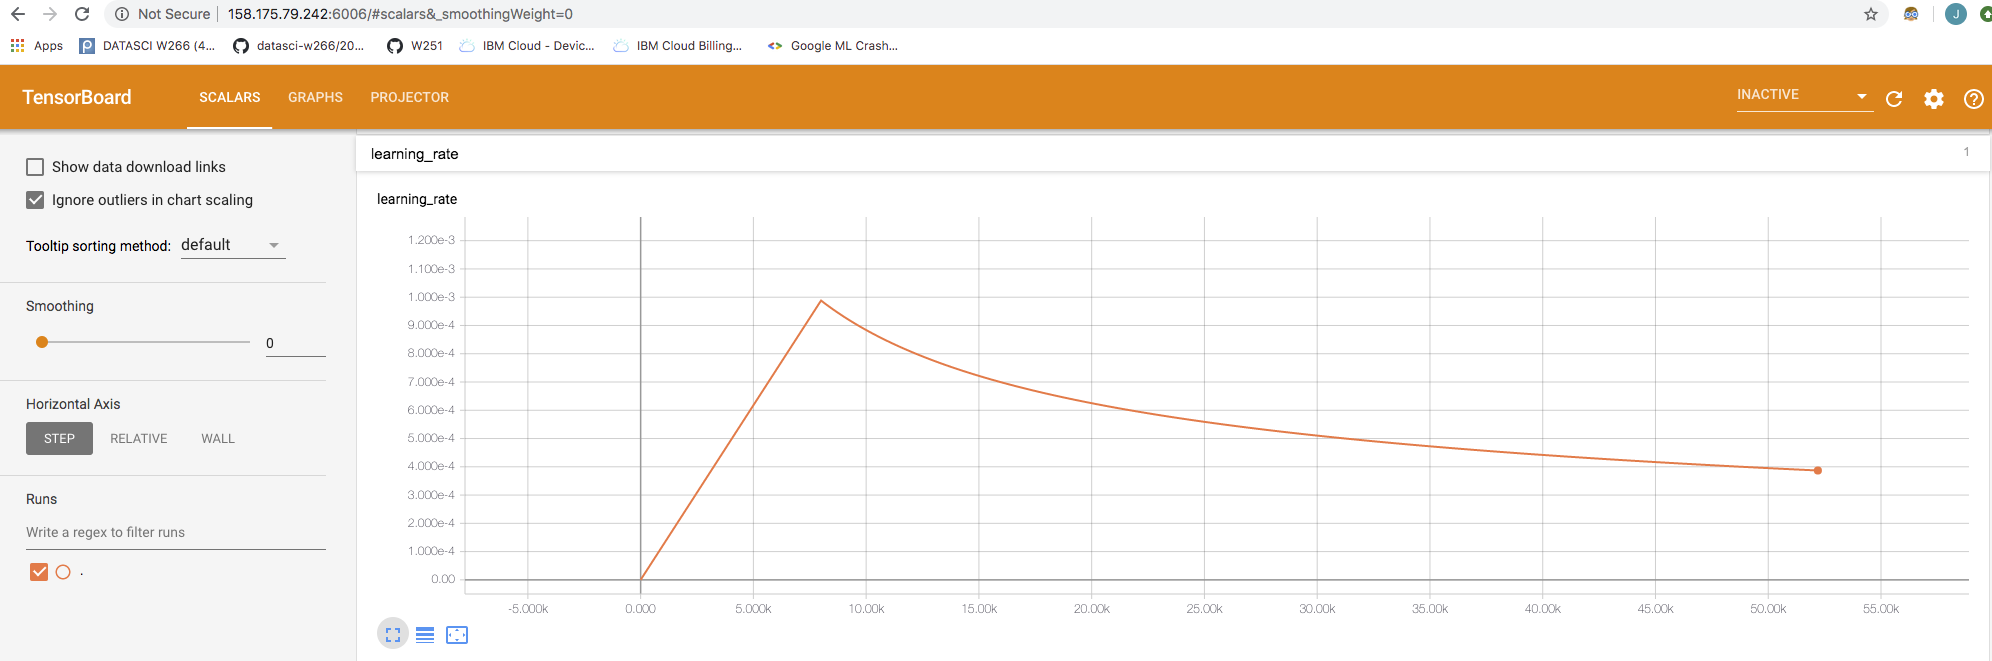 Not Secure | 158.175.79.242:6006/#scalars&_smoothingWeight=0
J
Apps DATASCI W266 (4... datasci-w266/20... W251 IBM Cloud - Devic... IBM Cloud Billing... Google ML Crash...
TensorBoard SCALARS GRAPHS PROJECTOR INACTIVE
Show data download links
Ignore outliers in chart scaling
Tooltip sorting method: default
Smoothing
0
Horizontal Axis
STEP RELATIVE WALL
Runs
Write a regex to filter runs
.
learning_rate 1
learning_rate
1.200e-3
1.100e-3
1.000e-3
9.000e-4
8.000e-4
7.000e-4
6.000e-4
5.000e-4
4.000e-4
3.000e-4
2.000e-4
1.000e-4
0.00
-5.000k 0.000 5.000k 10.00k 15.00k 20.00k 25.00k 30.00k 35.00k 40.00k 45.00k 50.00k 55.00k